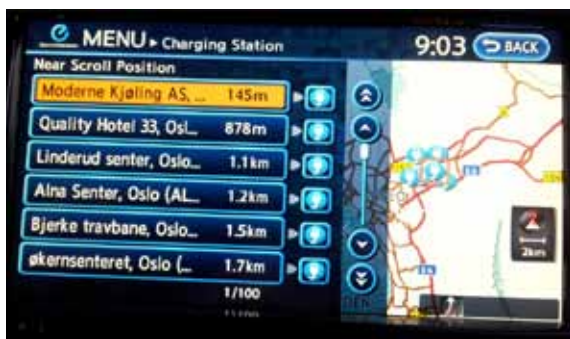 MENU ▸ Charging Station
9:03
BACK
Near Scroll Position
Moderne Kjøling AS, ... 145m
Quality Hotel 33, Osl... 878m
Linderud senter, Oslo... 1.1km
Alna Senter, Oslo (AL... 1.2km
Bjerke travbane, Oslo... 1.5km
økernsenteret, Oslo (... 1.7km
1/100
2km
E6